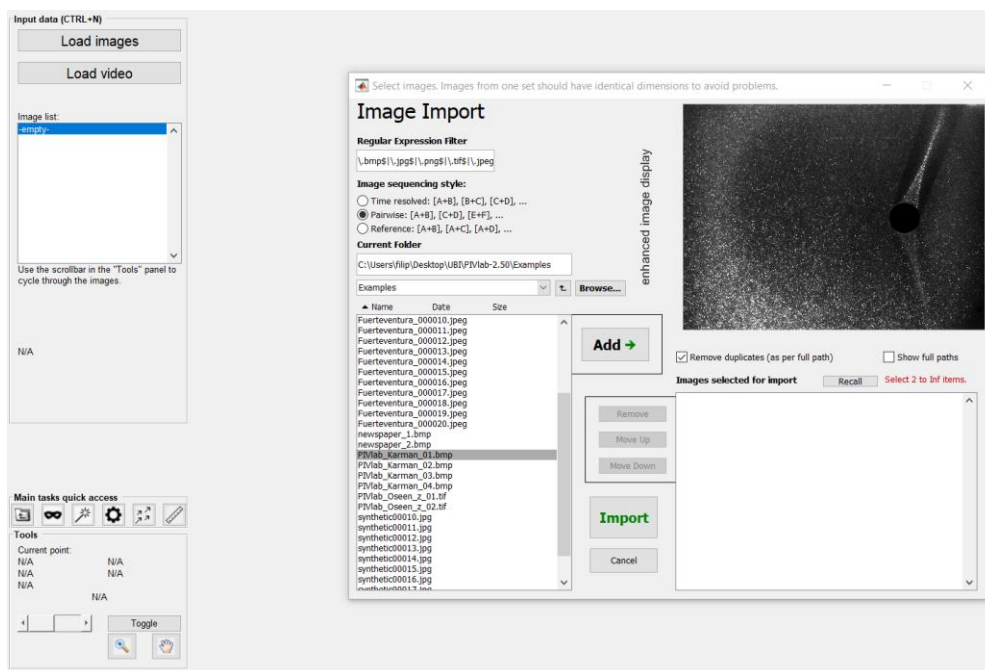 Input data (CTRL+N)
Load images
Load video
Image list:
-empty-
Use the scrollbar in the "Tools" panel to
cycle through the images.
N/A
Main tasks quick access
Tools
Current point:
N/A N/A
N/A N/A
N/A
N/A
Toggle
Select images. Images from one set should have identical dimensions to avoid problems.
Image Import
Regular Expression Filter
\.bmp$|\.jpg$|\.png$|\.tif$|\.jpeg
Image sequencing style:
Time resolved: [A+B], [B+C], [C+D], ...
Pairwise: [A+B], [C+D], [E+F], ...
Reference: [A+B], [A+C], [A+D], ...
Current Folder
C:\Users\filip\Desktop\UBI\PIVlab-2.50\Examples
Examples
Browse...
Name Date Size
Fuerteventura_000010.jpeg
Fuerteventura_000011.jpeg
Fuerteventura_000012.jpeg
Fuerteventura_000013.jpeg
Fuerteventura_000014.jpeg
Fuerteventura_000015.jpeg
Fuerteventura_000016.jpeg
Fuerteventura_000017.jpeg
Fuerteventura_000018.jpeg
Fuerteventura_000019.jpeg
Fuerteventura_000020.jpeg
newspaper_1.bmp
newspaper_2.bmp
PIVlab_Karman_01.bmp
PIVlab_Karman_02.bmp
PIVlab_Karman_03.bmp
PIVlab_Karman_04.bmp
PIVlab_Oseen_z_01.tif
PIVlab_Oseen_z_02.tif
synthetic00010.jpg
synthetic00011.jpg
synthetic00012.jpg
synthetic00013.jpg
synthetic00014.jpg
synthetic00015.jpg
synthetic00016.jpg
synthetic00017.jpg
enhanced image display
Add →
Remove
Move Up
Move Down
Import
Cancel
Remove duplicates (as per full path)
Show full paths
Images selected for import
Recall
Select 2 to Inf items.